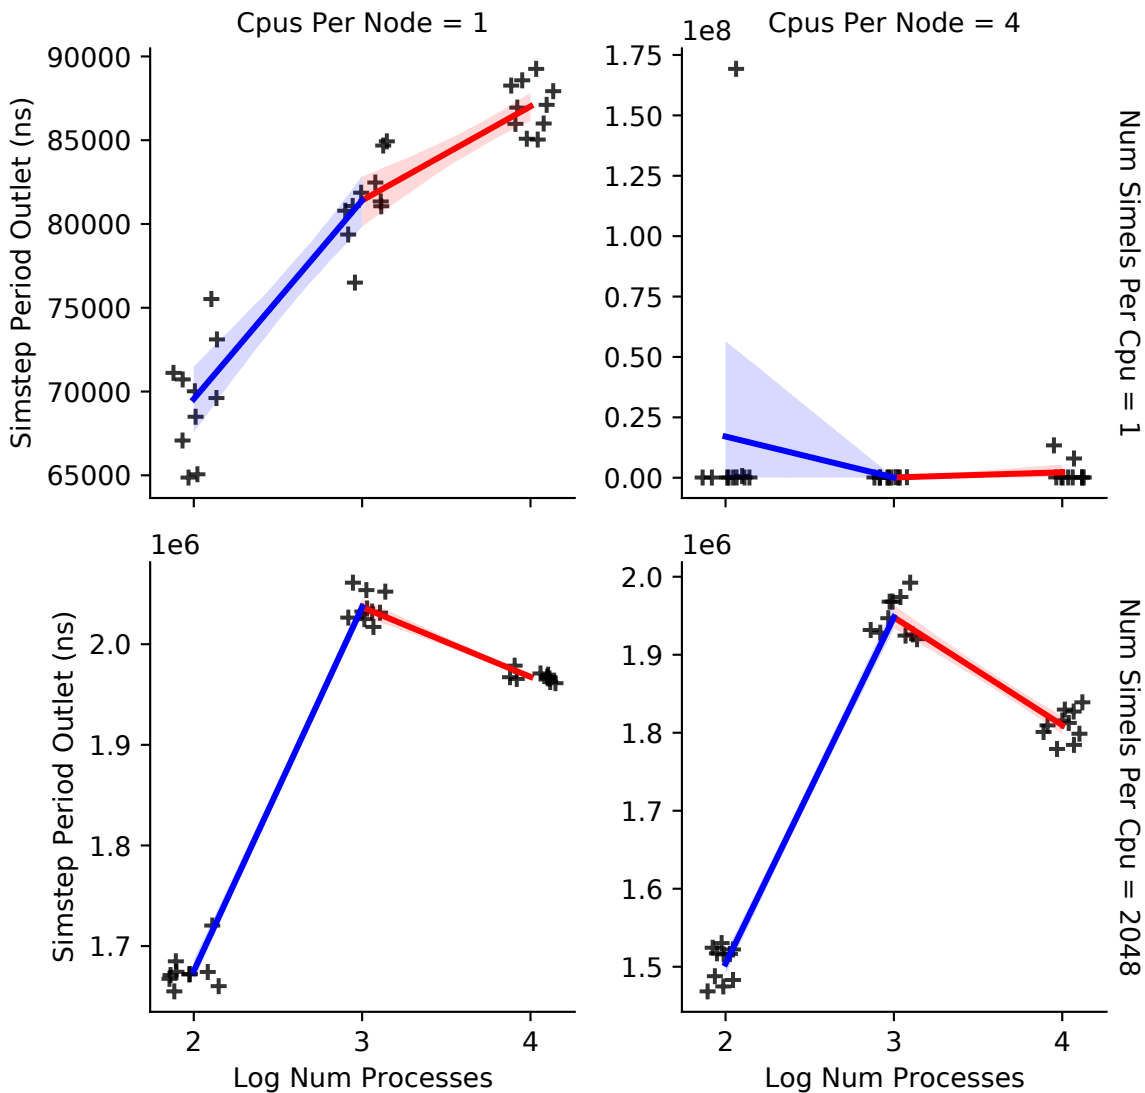 Cpus Per Node = 1
Cpus Per Node = 4
1e8
Simstep Period Outlet (ns)
90000
85000
80000
75000
70000
65000
1.75
1.50
1.25
1.00
0.75
0.50
0.25
0.00
Num Simels Per Cpu = 1
1e6
1e6
Simstep Period Outlet (ns)
2.0
1.9
1.8
1.7
2.0
1.9
1.8
1.7
1.6
1.5
Num Simels Per Cpu = 2048
2
3
4
2
3
4
Log Num Processes
Log Num Processes